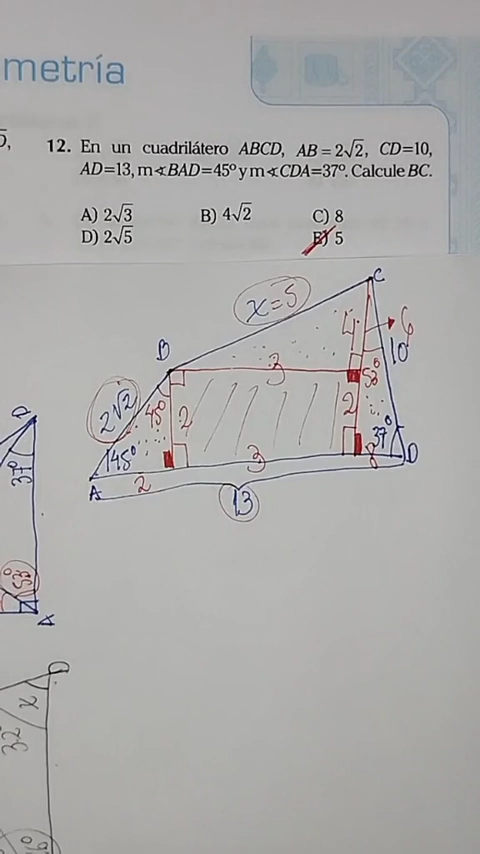 metría
12. En un cuadrilátero ABCD, AB = 2√2, CD=10,
AD=13, m∢BAD=45º y m∢CDA=37º. Calcule BC.
A) 2√3 B) 4√2 C) 8
D) 2√5 E) 5
C
x=5
4 6
10
B
3
53°
2√2
45°
2
2
37°
45°
3
8
D
A
2
13
D
37°
53°
A
x